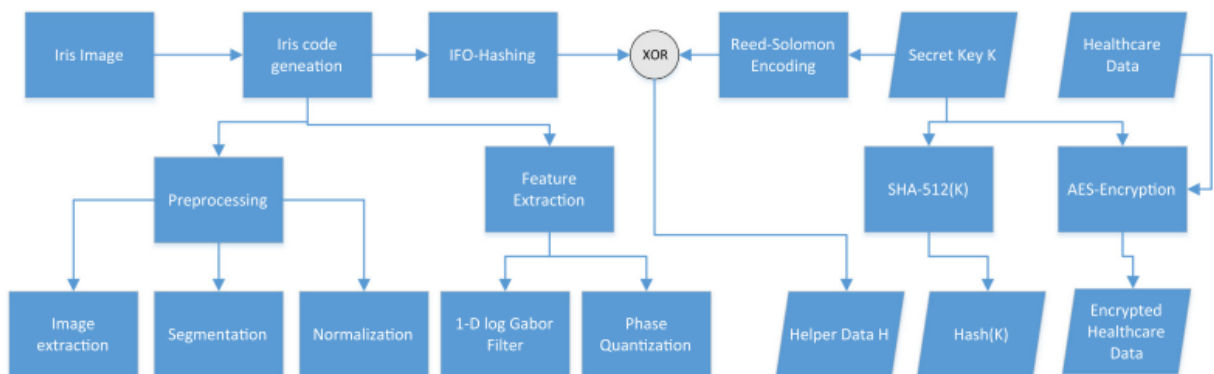 Iris Image
Iris code
geneation
IFO-Hashing
XOR
Reed-Solomon
Encoding
Secret Key K
Healthcare
Data
Preprocessing
Feature
Extraction
SHA-512(K)
AES-Encryption
Image
extraction
Segmentation
Normalization
1-D log Gabor
Filter
Phase
Quantization
Helper Data H
Hash(K)
Encrypted
Healthcare
Data